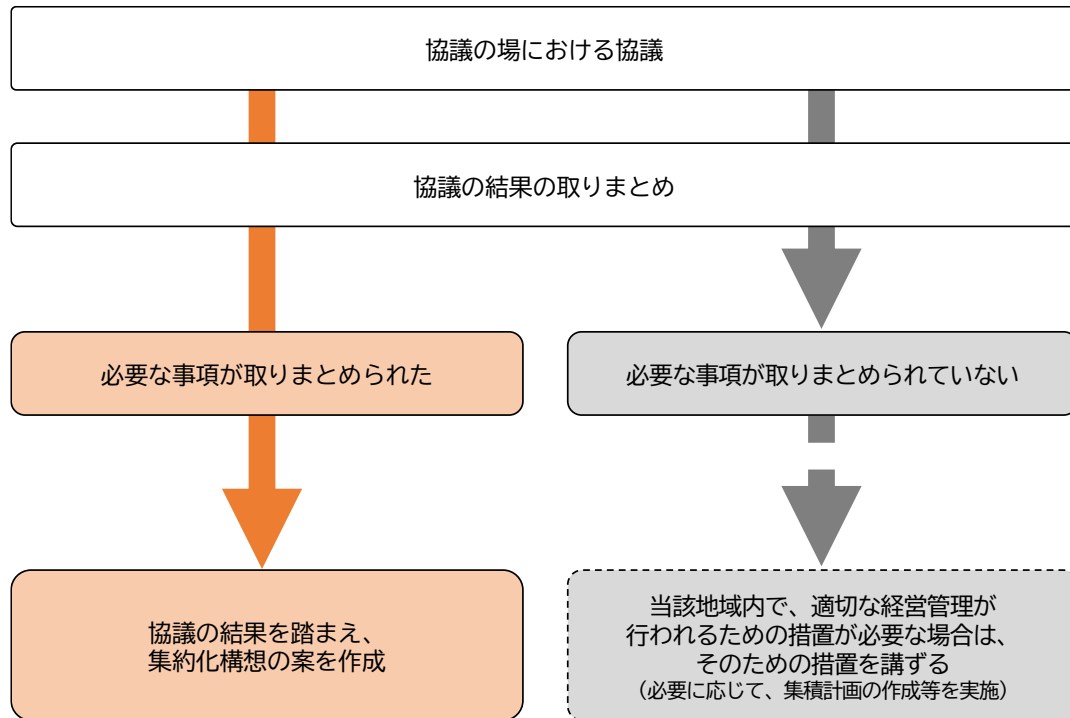 協議の場における協議
協議の結果の取りまとめ
必要な事項が取りまとめられた
必要な事項が取りまとめられていない
協議の結果を踏まえ、
集約化構想の案を作成
当該地域内で、適切な経営管理が
行われるための措置が必要な場合は、
そのための措置を講ずる
（必要に応じて、集積計画の作成等を実施）